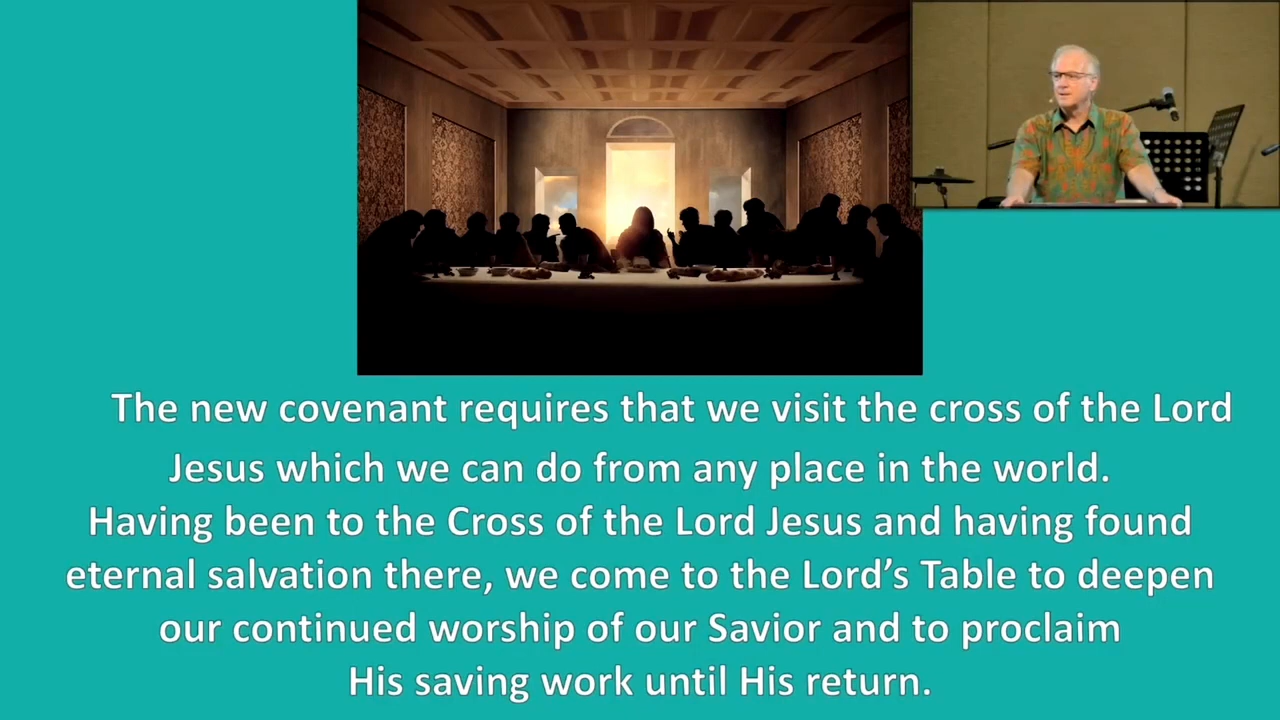 The new covenant requires that we visit the cross of the Lord
Jesus which we can do from any place in the world.
Having been to the Cross of the Lord Jesus and having found
eternal salvation there, we come to the Lord’s Table to deepen
our continued worship of our Savior and to proclaim
His saving work until His return.